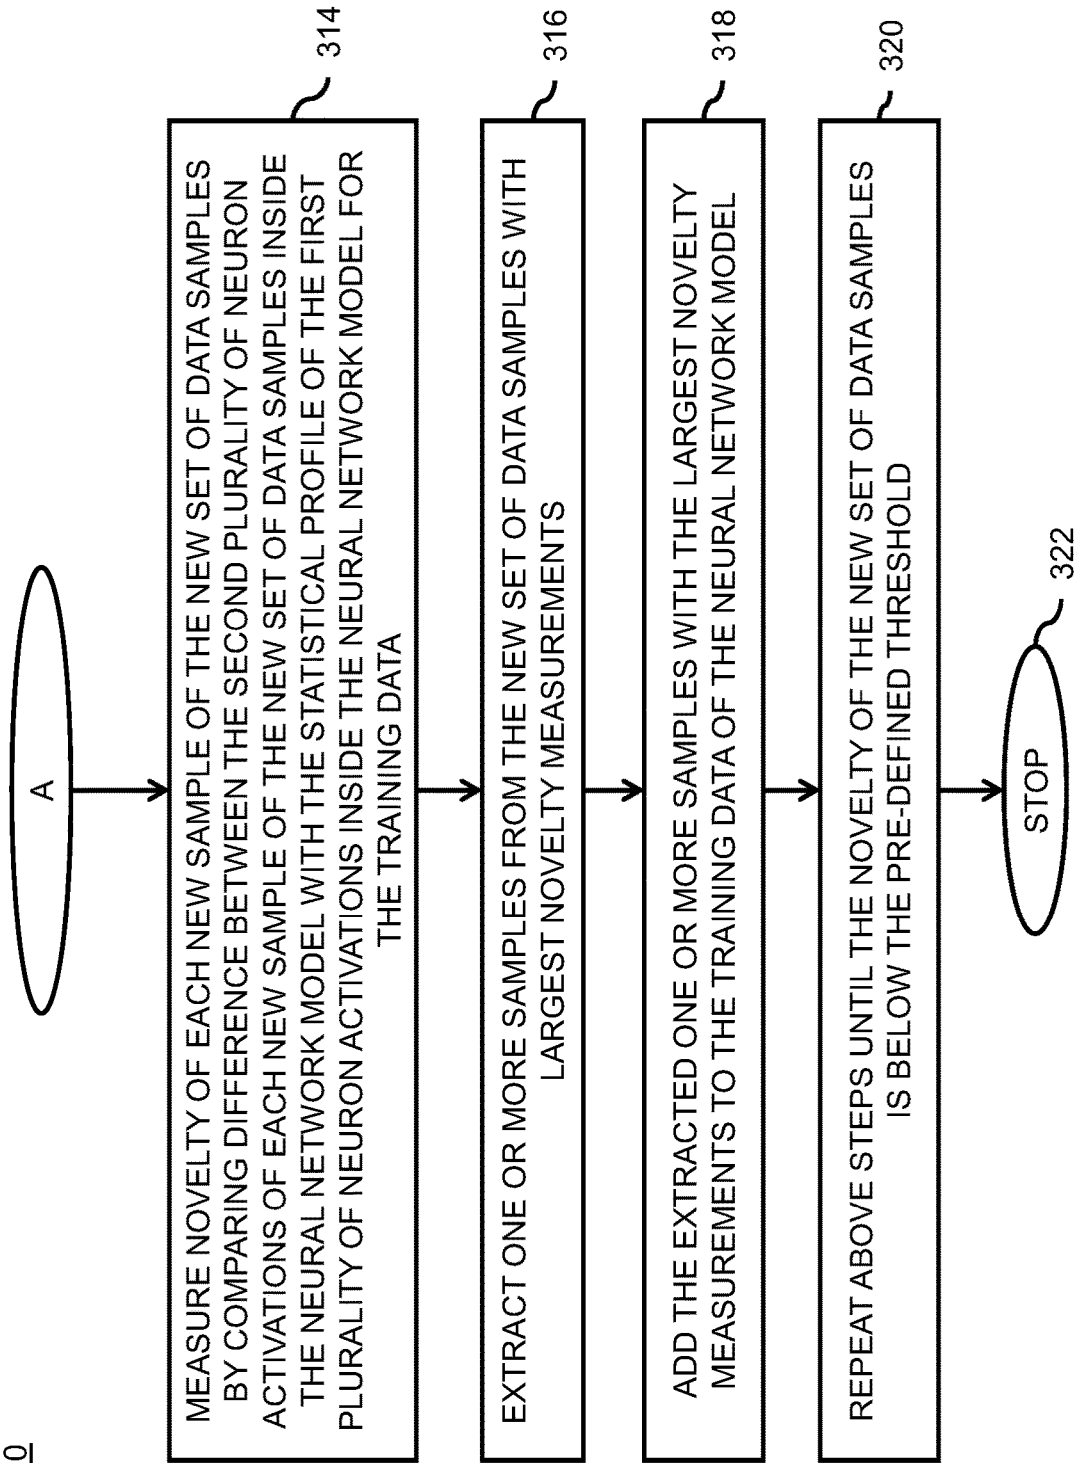 0
A
MEASURE NOVELTY OF EACH NEW SAMPLE OF THE NEW SET OF DATA SAMPLES
BY COMPARING DIFFERENCE BETWEEN THE SECOND PLURALITY OF NEURON
ACTIVATIONS OF EACH NEW SAMPLE OF THE NEW SET OF DATA SAMPLES INSIDE
THE NEURAL NETWORK MODEL WITH THE STATISTICAL PROFILE OF THE FIRST
PLURALITY OF NEURON ACTIVATIONS INSIDE THE NEURAL NETWORK MODEL FOR
THE TRAINING DATA
314
EXTRACT ONE OR MORE SAMPLES FROM THE NEW SET OF DATA SAMPLES WITH
LARGEST NOVELTY MEASUREMENTS
316
ADD THE EXTRACTED ONE OR MORE SAMPLES WITH THE LARGEST NOVELTY
MEASUREMENTS TO THE TRAINING DATA OF THE NEURAL NETWORK MODEL
318
REPEAT ABOVE STEPS UNTIL THE NOVELTY OF THE NEW SET OF DATA SAMPLES
IS BELOW THE PRE-DEFINED THRESHOLD
320
STOP
322